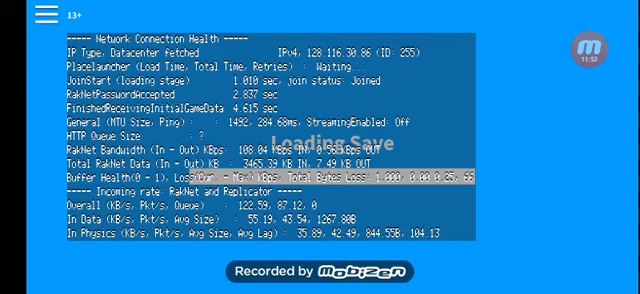 13+
----- Network Connection Health -----
IP Type, Datacenter fetched IPv4, 128.116.30.86 (ID: 255)
Placelauncher (Load Time, Total Time, Retries) : Waiting...
JoinStart (loading stage) 1.010 sec, join status: Joined
RakNetPasswordAccepted 2.837 sec
FinishedReceivingInitialGameData 4.615 sec
General (MTU Size, Ping) : 1492, 284.68ms, StreamingEnabled: Off
HTTP Queue Size : ?
Loading Save
RakNet Bandwidth (In - Out) : 108.04 KBps IN, 0.56 KBps OUT
Total RakNet Data (In - Out) KB : 3465.39 KB IN, 7.49 KB OUT
Buffer Health(0 - 1), Loss(Cur. - Max) KBps, Total Bytes Loss: 1.000, 0.00 0.25, 66
----- Incoming rate: RakNet and Replicator -----
Overall (KB/s, Pkt/s, Queue) : 122.59, 87.12, 0
In Data (KB/s, Pkt/s, Avg Size) : 55.19, 43.54, 1267.80B
In Physics (KB/s, Pkt/s, Avg Size, Avg Lag) : 35.89, 42.49, 844.55B, 104.13
11:52
Recorded by mobizen